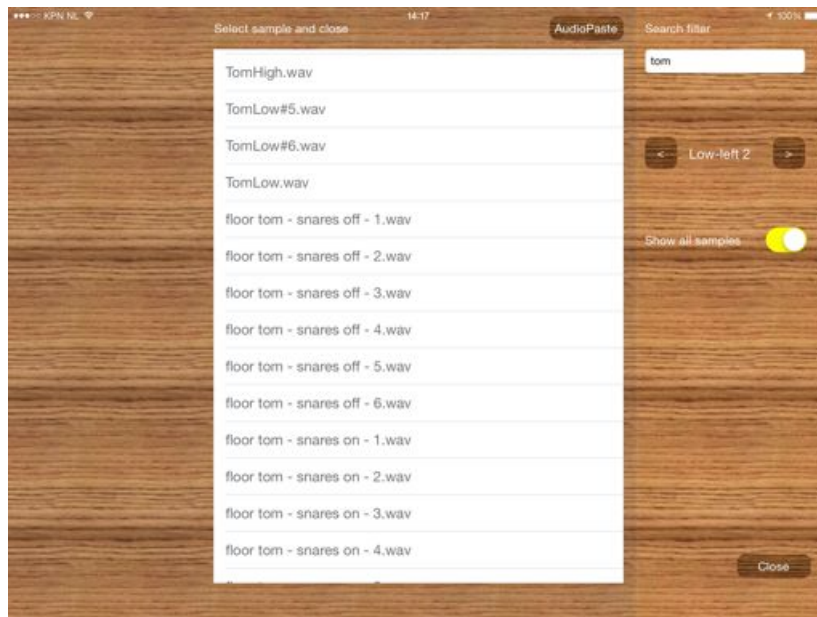 KPN NL 14:17 100%
Select sample and close AudioPaste Search filter
tom
TomHigh.wav
TomLow#5.wav
TomLow#6.wav
TomLow.wav
floor tom - snares off - 1.wav
floor tom - snares off - 2.wav
floor tom - snares off - 3.wav
floor tom - snares off - 4.wav
floor tom - snares off - 5.wav
floor tom - snares off - 6.wav
floor tom - snares on - 1.wav
floor tom - snares on - 2.wav
floor tom - snares on - 3.wav
floor tom - snares on - 4.wav
< Low-left 2 >
Show all samples
Close